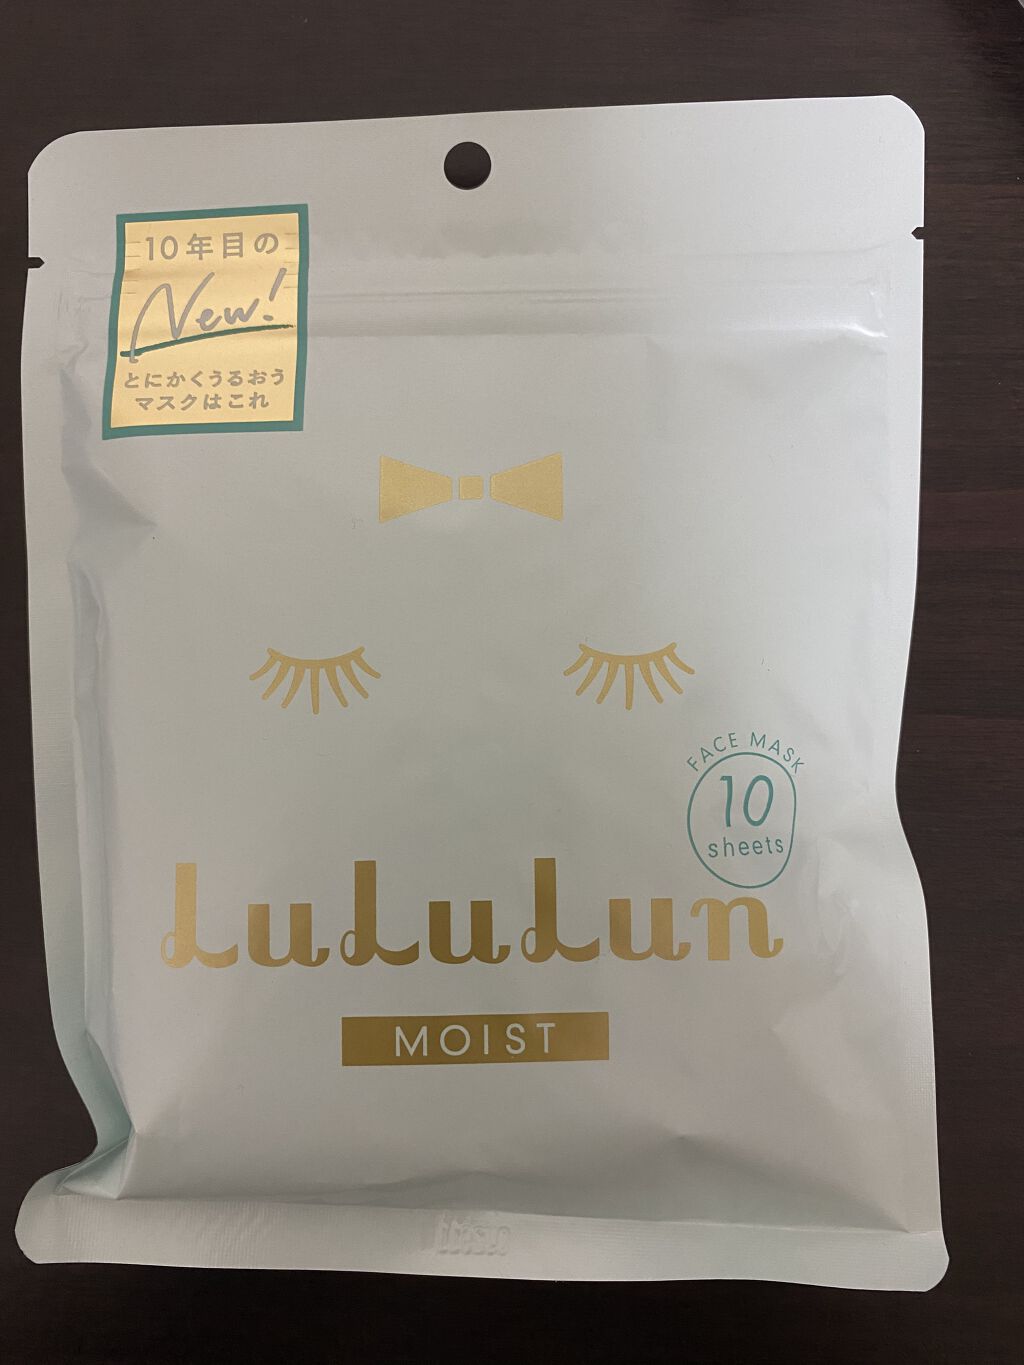 10年目の
New!
とにかくうるおう
マスクはこれ
FACE MASK
10
sheets
LuLuLun
MOIST